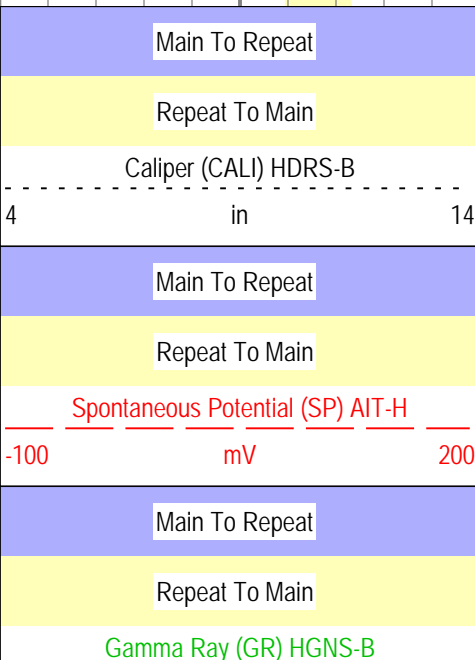 Main To Repeat
Repeat To Main
Caliper (CALI) HDRS-B
4 in 14
Main To Repeat
Repeat To Main
Spontaneous Potential (SP) AIT-H
-100 mV 200
Main To Repeat
Repeat To Main
Gamma Ray (GR) HGNS-B